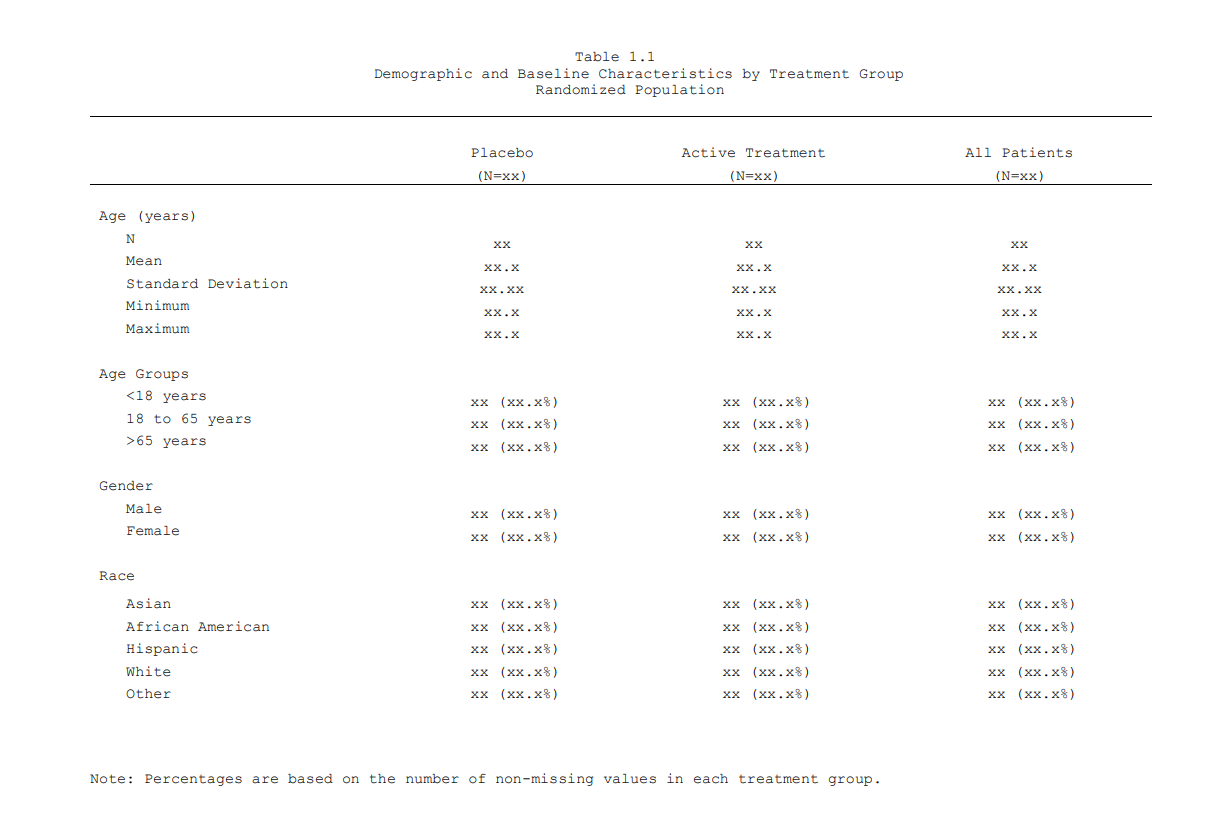 Table 1.1
Demographic and Baseline Characteristics by Treatment Group
Randomized Population
Placebo Active Treatment All Patients
(N=xx) (N=xx) (N=xx)
Age (years)
N xx xx xx
Mean xx.x xx.x xx.x
Standard Deviation xx.xx xx.xx xx.xx
Minimum xx.x xx.x xx.x
Maximum xx.x xx.x xx.x
Age Groups
<18 years xx (xx.x%) xx (xx.x%) xx (xx.x%)
18 to 65 years xx (xx.x%) xx (xx.x%) xx (xx.x%)
>65 years xx (xx.x%) xx (xx.x%) xx (xx.x%)
Gender
Male xx (xx.x%) xx (xx.x%) xx (xx.x%)
Female xx (xx.x%) xx (xx.x%) xx (xx.x%)
Race
Asian xx (xx.x%) xx (xx.x%) xx (xx.x%)
African American xx (xx.x%) xx (xx.x%) xx (xx.x%)
Hispanic xx (xx.x%) xx (xx.x%) xx (xx.x%)
White xx (xx.x%) xx (xx.x%) xx (xx.x%)
Other xx (xx.x%) xx (xx.x%) xx (xx.x%)
Note: Percentages are based on the number of non-missing values in each treatment group.